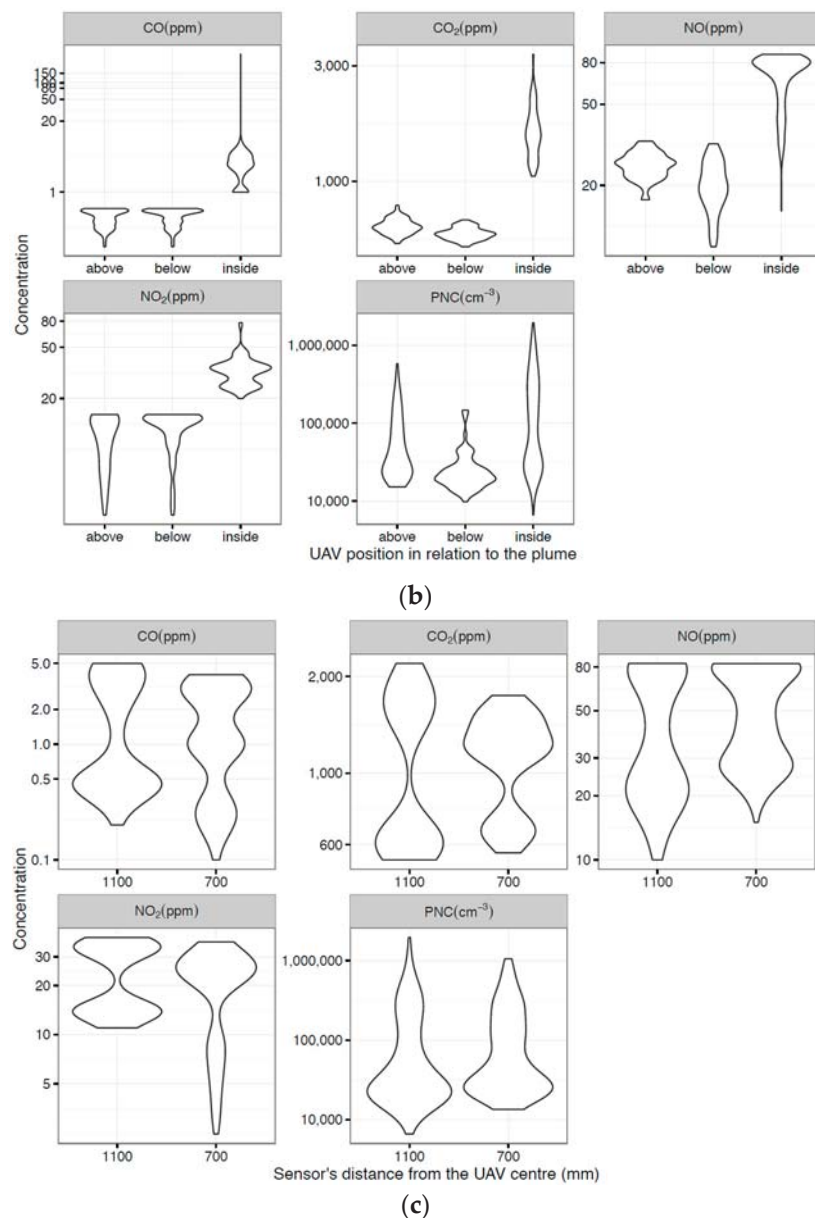 CO(ppm)
CO₂(ppm)
NO(ppm)
150
100
80
50
20
1
3,000
1,000
80
50
20
above below inside
above below inside
above below inside
Concentration
NO₂(ppm)
PNC(cm⁻³)
80
50
20
1,000,000
100,000
10,000
above below inside
above below inside
UAV position in relation to the plume
(b)
CO(ppm)
CO₂(ppm)
NO(ppm)
5.0
2.0
1.0
0.5
0.1
2,000
1,000
600
80
50
30
20
10
1100 700
1100 700
1100 700
Concentration
NO₂(ppm)
PNC(cm⁻³)
30
20
10
5
1,000,000
100,000
10,000
1100 700
1100 700
Sensor's distance from the UAV centre (mm)
(c)